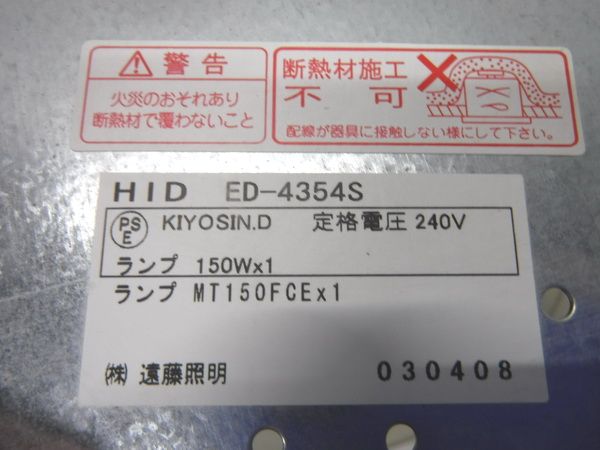 警告
火災のおそれあり
断熱材で覆わないこと
断熱材施工
不可
配線が器具に接触しない様にして下さい。
HID ED-4354S
PSE KIYOSIN.D 定格電圧 240V
ランプ 150Wx1
ランプ MT150FCEx1
㈱ 遠藤照明 030408